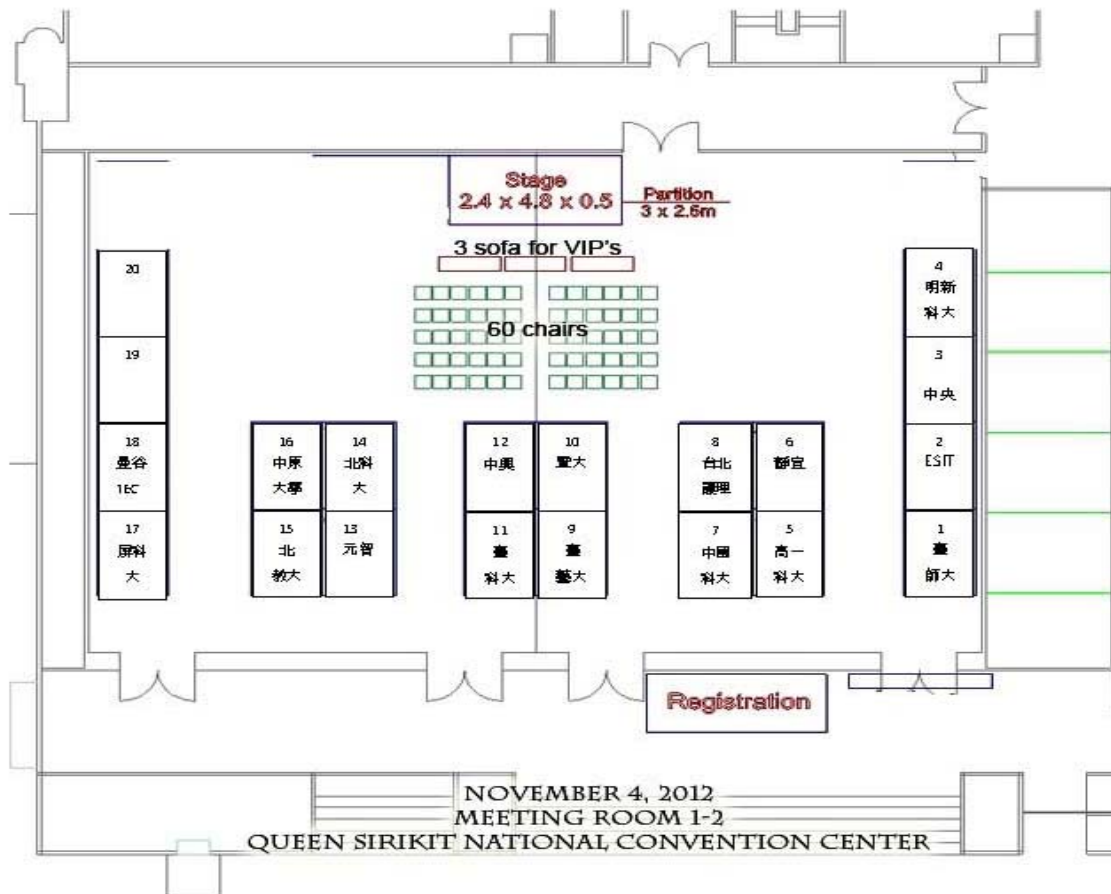 Stage
2.4 x 4.8 x 0.5
Partition
3 x 2.5m
3 sofa for VIP's
60 chairs
20
19
18
曼谷
TEC
17
屏科
大
16
中原
大學
15
北
教大
14
北科
大
13
元智
12
中興
11
臺
科大
10
聖大
9
臺
藝大
8
台北
護理
7
中國
科大
6
靜宜
5
高一
科大
4
明新
科大
3
中央
2
ESIT
1
臺
師大
Registration
NOVEMBER 4, 2012
MEETING ROOM 1-2
QUEEN SIRIKIT NATIONAL CONVENTION CENTER